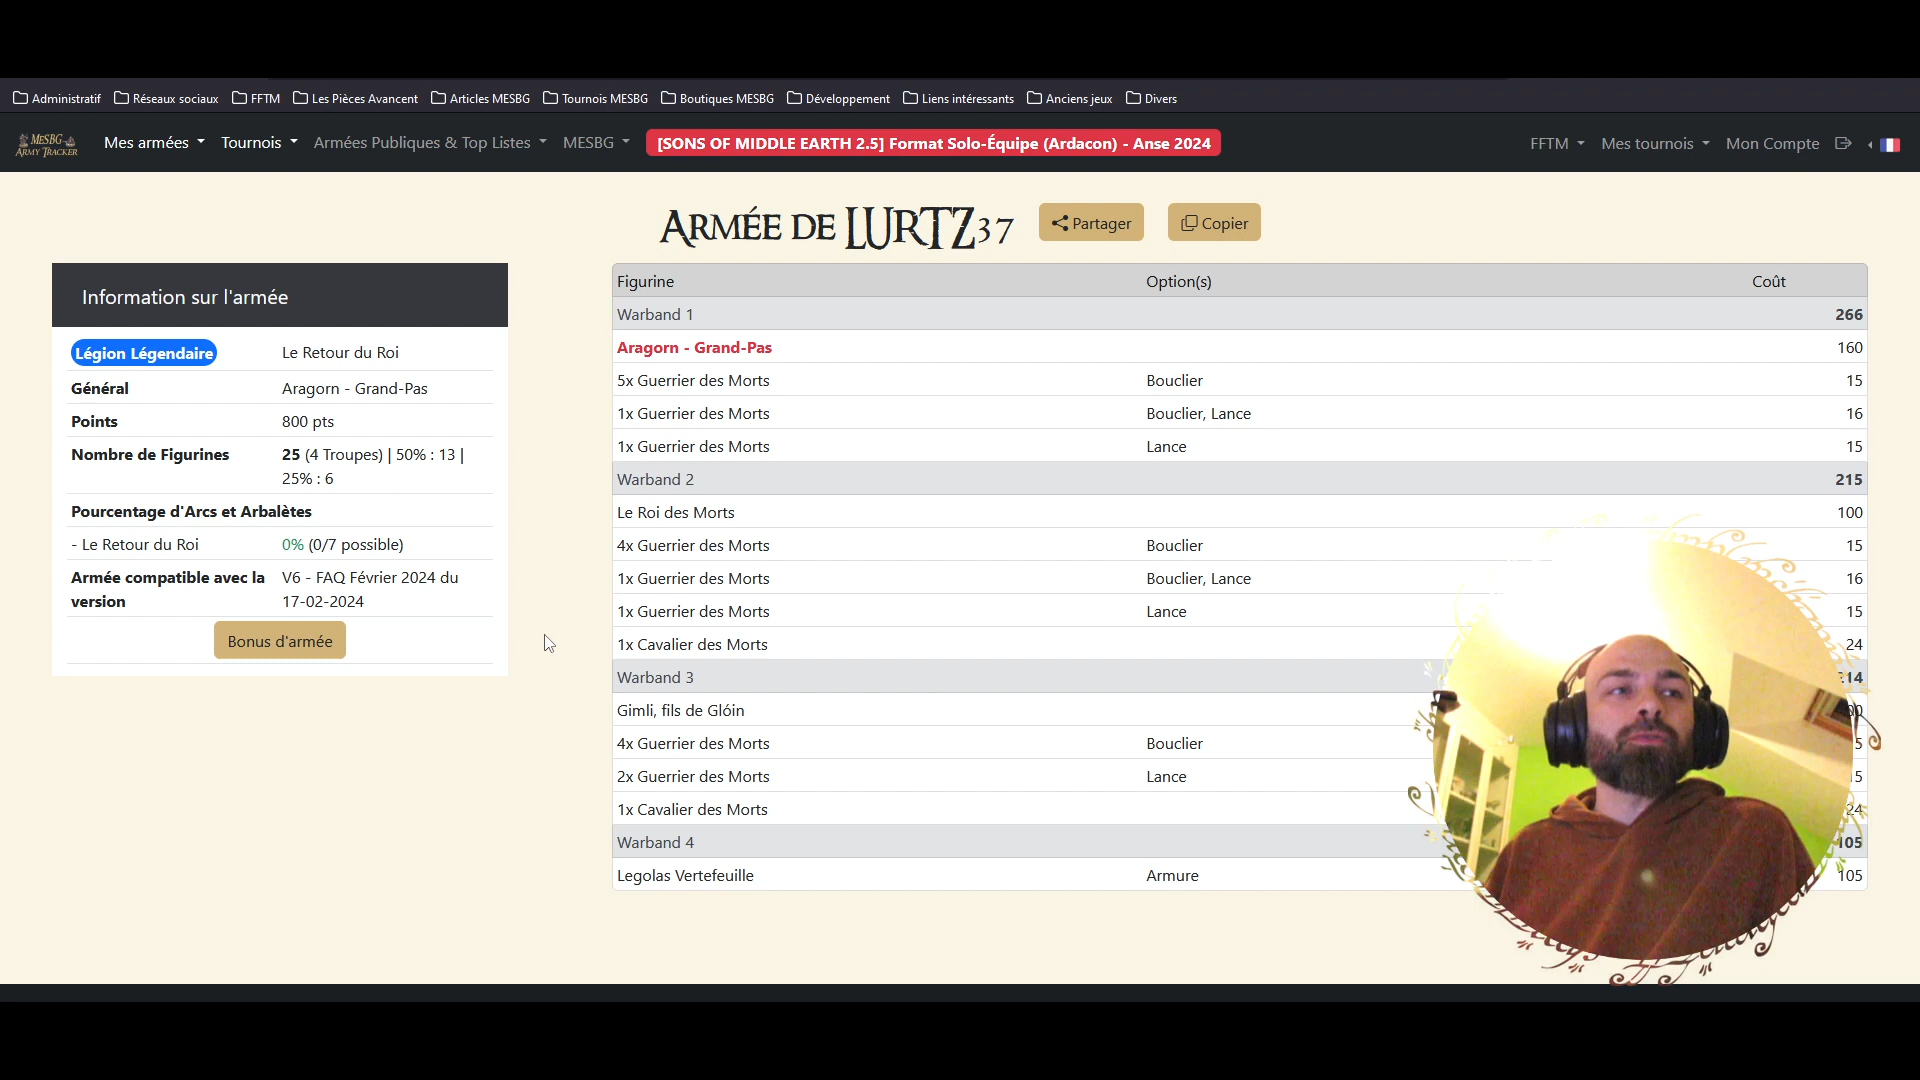 Administratif Réseaux sociaux FFTM Les Pièces Avancent Articles MESBG Tournois MESBG Boutiques MESBG Développement Liens intéressants Anciens jeux Divers
MESBG ARMY TRACKER Mes armées Tournois Armées Publiques & Top Listes MESBG [SONS OF MIDDLE EARTH 2.5] Format Solo-Équipe (Ardacon) - Anse 2024 FFTM Mes tournois Mon Compte
ARMÉE DE LURTZ37 Partager Copier
Information sur l'armée
Légion Légendaire Le Retour du Roi
Général Aragorn - Grand-Pas
Points 800 pts
Nombre de Figurines 25 (4 Troupes) | 50% : 13 |
25% : 6
Pourcentage d'Arcs et Arbalètes
- Le Retour du Roi 0% (0/7 possible)
Armée compatible avec la version V6 - FAQ Février 2024 du 17-02-2024
Bonus d'armée
Figurine Option(s) Coût
Warband 1 266
Aragorn - Grand-Pas 160
5x Guerrier des Morts Bouclier 15
1x Guerrier des Morts Bouclier, Lance 16
1x Guerrier des Morts Lance 15
Warband 2 215
Le Roi des Morts 100
4x Guerrier des Morts Bouclier 15
1x Guerrier des Morts Bouclier, Lance 16
1x Guerrier des Morts Lance 15
1x Cavalier des Morts 24
Warband 3
Gimli, fils de Glóin
4x Guerrier des Morts Bouclier
2x Guerrier des Morts Lance
1x Cavalier des Morts 24
Warband 4 105
Legolas Vertefeuille Armure 105